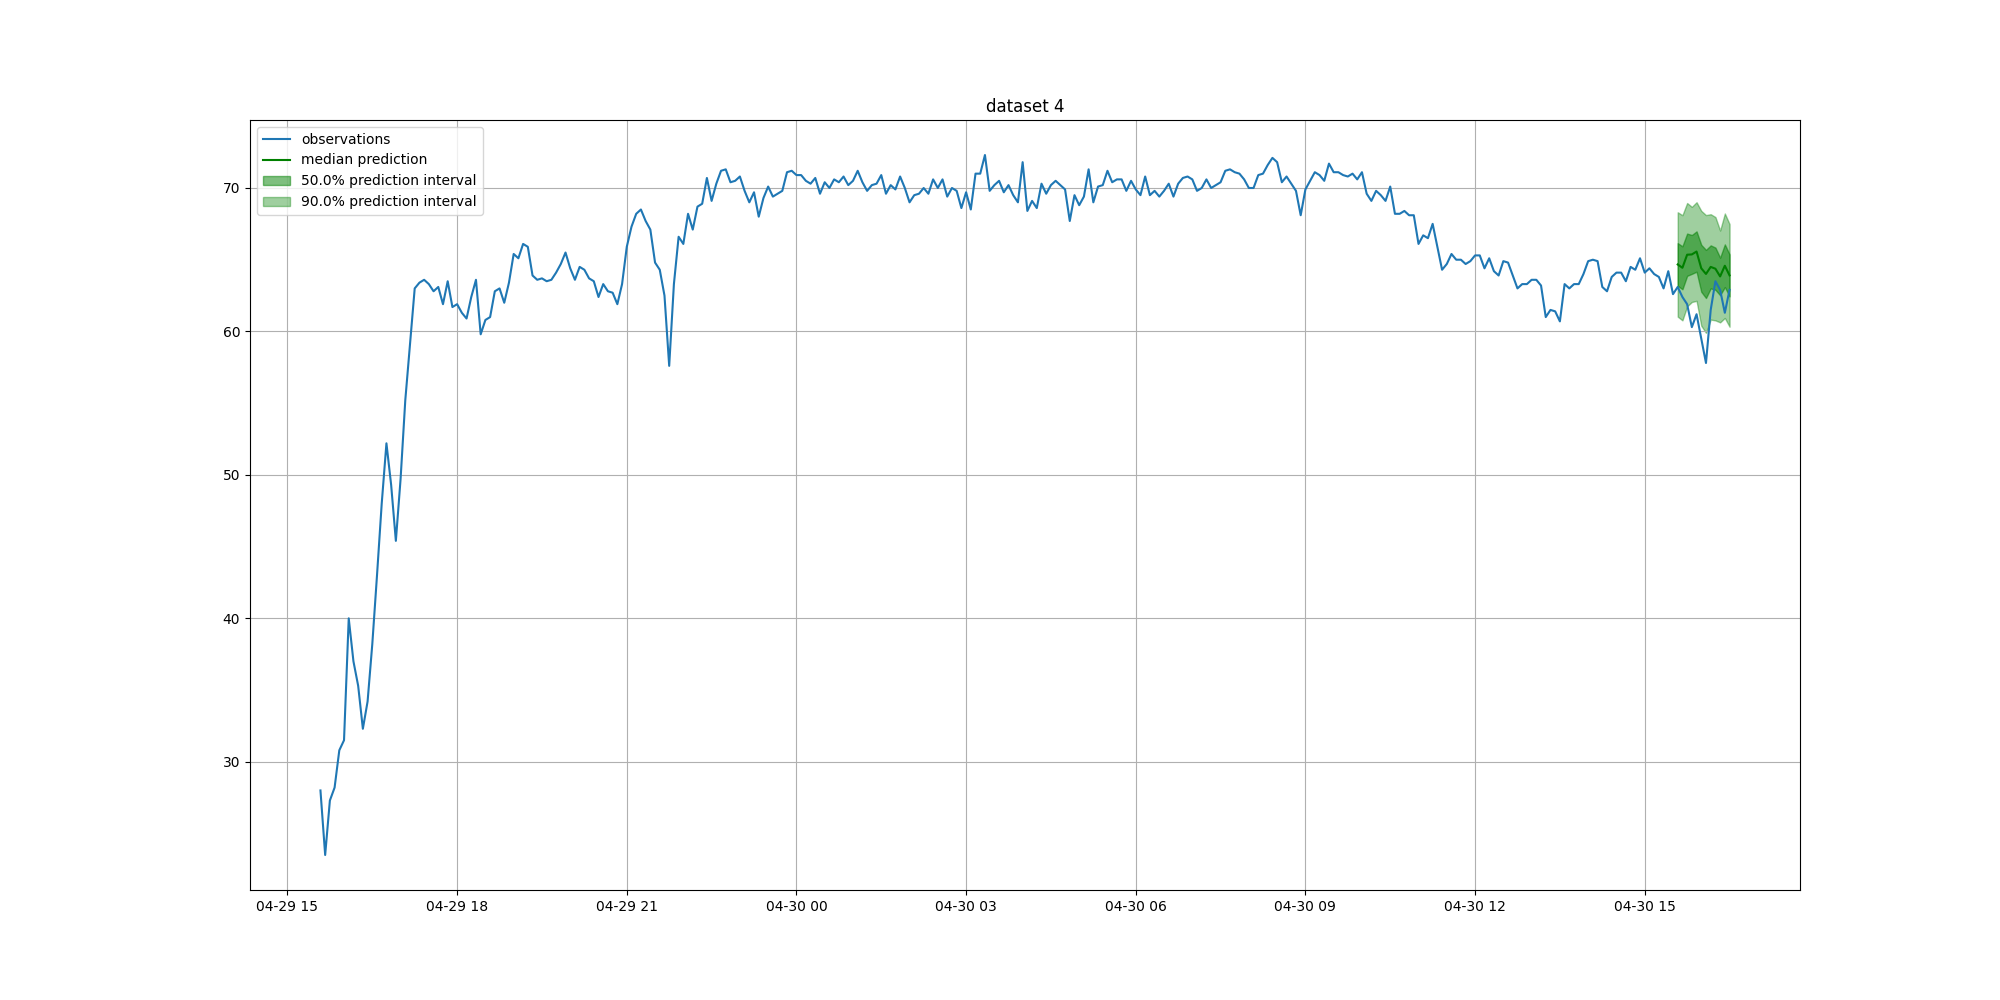 dataset 4
observations
median prediction
50.0% prediction interval
90.0% prediction interval
70
60
50
40
30
04-29 15
04-29 18
04-29 21
04-30 00
04-30 03
04-30 06
04-30 09
04-30 12
04-30 15